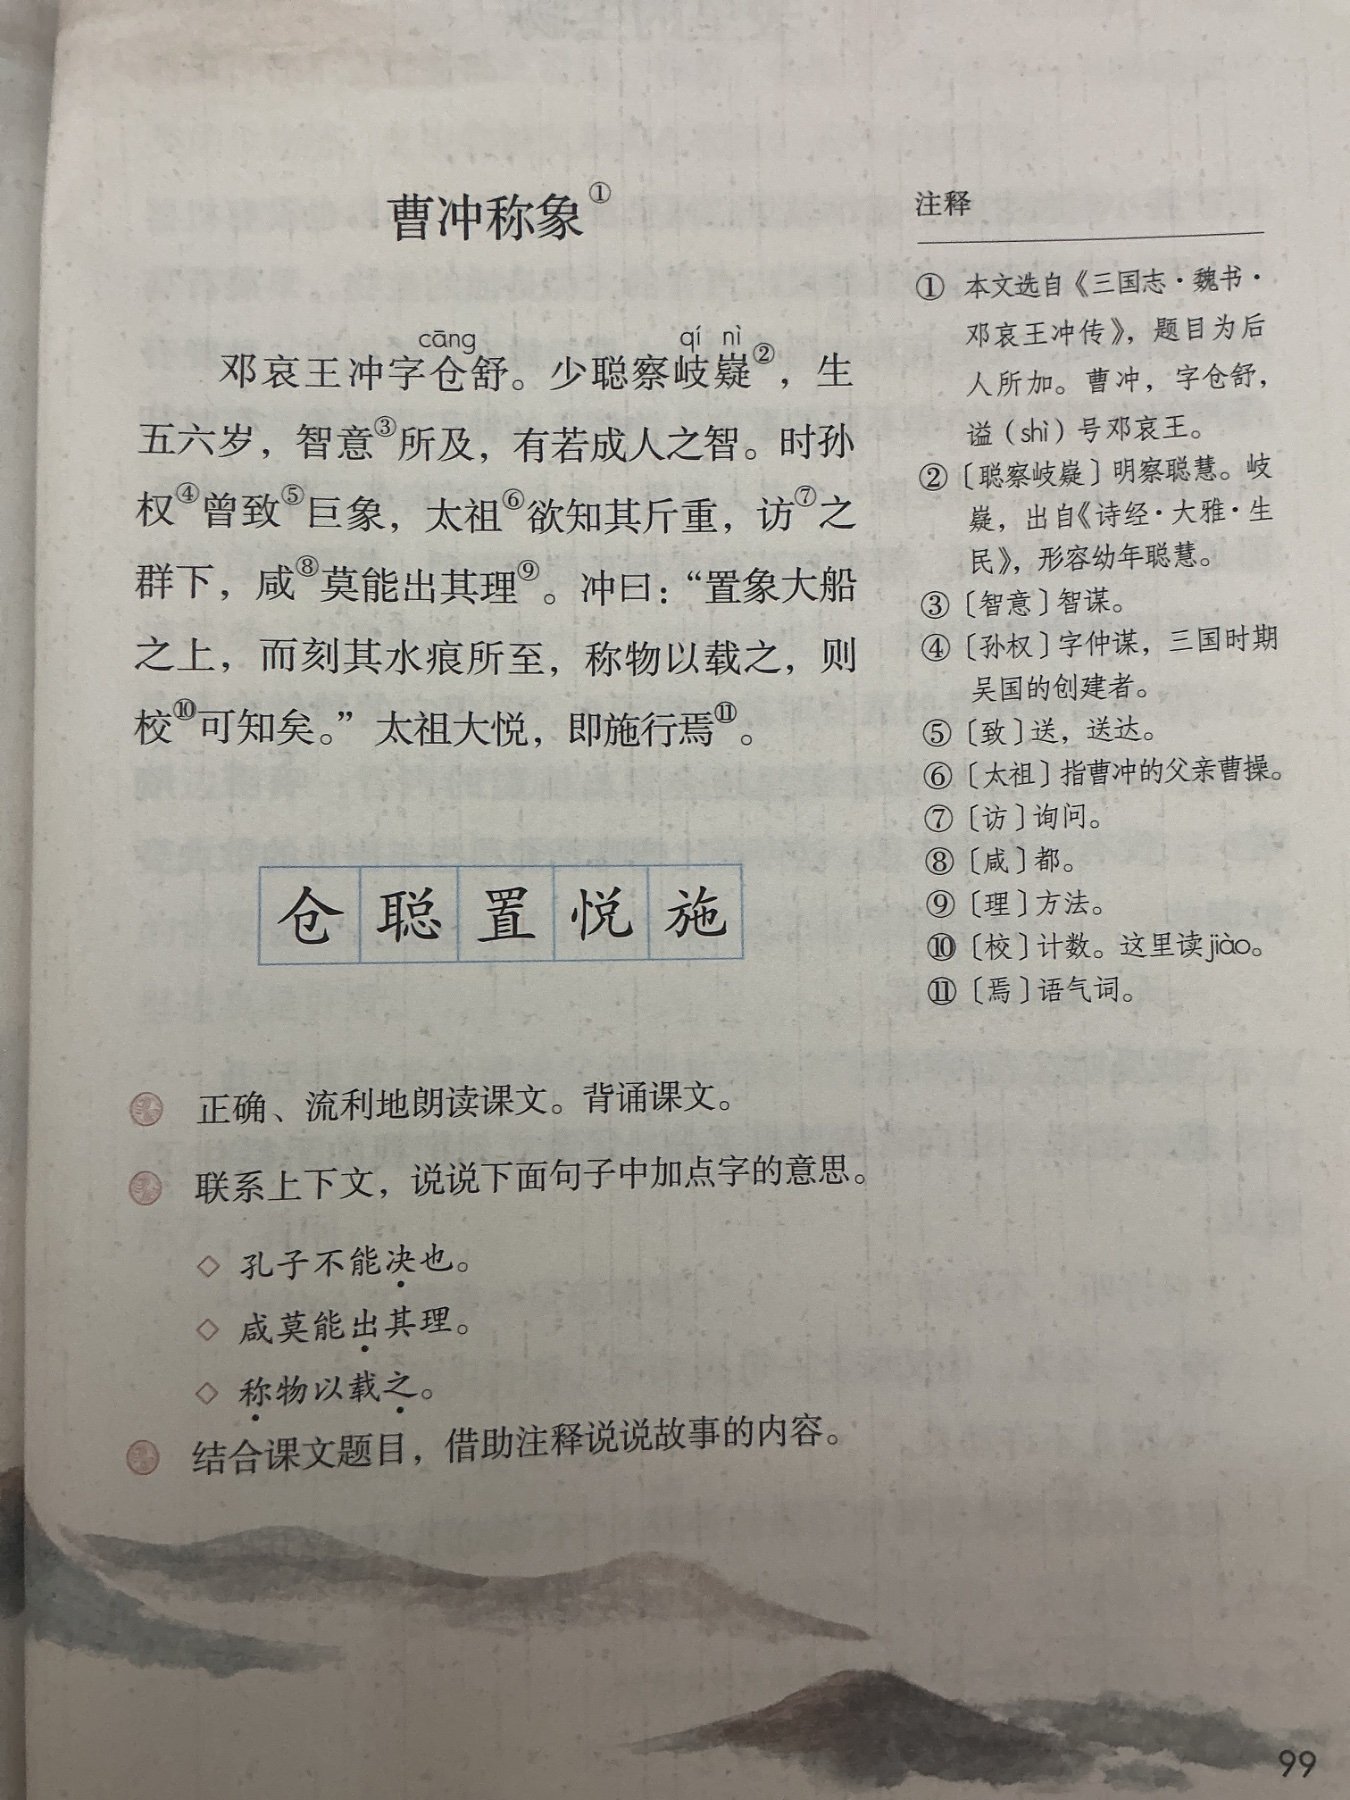 曹冲称象①
cāng qí nì
邓哀王冲字仓舒。少聪察岐嶷②，生
五六岁，智意③所及，有若成人之智。时孙
权④曾致⑤巨象，太祖⑥欲知其斤重，访⑦之
群下，咸⑧莫能出其理⑨。冲曰：“置象大船
之上，而刻其水痕所至，称物以载之，则
校⑩可知矣。”太祖大悦，即施行焉⑪。
仓聪置悦施
正确、流利地朗读课文。背诵课文。
联系上下文，说说下面句子中加点字的意思。
◇ 孔子不能决也。
◇ 咸莫能出其理。
◇ 称物以载之。
结合课文题目，借助注释说说故事的内容。
注释
① 本文选自《三国志·魏书·
邓哀王冲传》，题目为后
人所加。曹冲，字仓舒，
谥（shì）号邓哀王。
②〔聪察岐嶷〕明察聪慧。岐
嶷，出自《诗经·大雅·生
民》，形容幼年聪慧。
③〔智意〕智谋。
④〔孙权〕字仲谋，三国时期
吴国的创建者。
⑤〔致〕送，送达。
⑥〔太祖〕指曹冲的父亲曹操。
⑦〔访〕询问。
⑧〔咸〕都。
⑨〔理〕方法。
⑩〔校〕计数。这里读jiào。
⑪〔焉〕语气词。
99